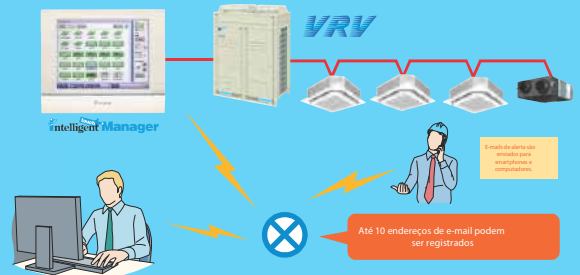 VRV
intelligent touch Manager
E-mails de alerta são
enviados para
smartphones e
computadores.
Até 10 endereços de e-mail podem
ser registrados